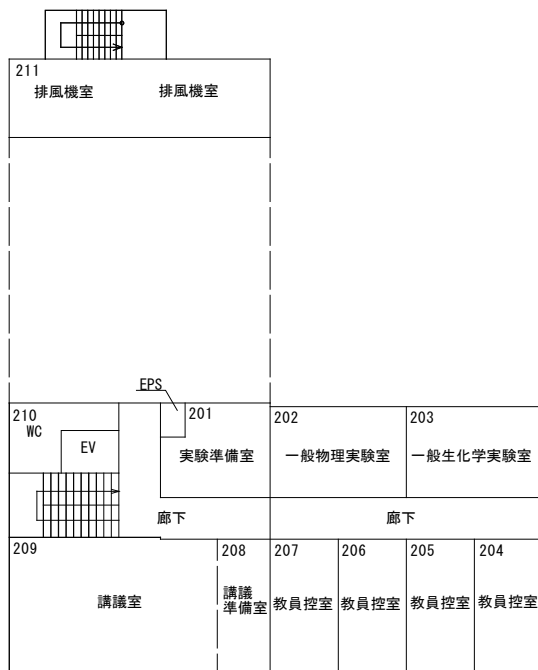 211
排風機室 排風機室
EPS
210
WC
EV
201
実験準備室
202
一般物理実験室
203
一般生化学実験室
廊下 廊下
209
講議室
208
講議
準備室
207
教員控室
206
教員控室
205
教員控室
204
教員控室